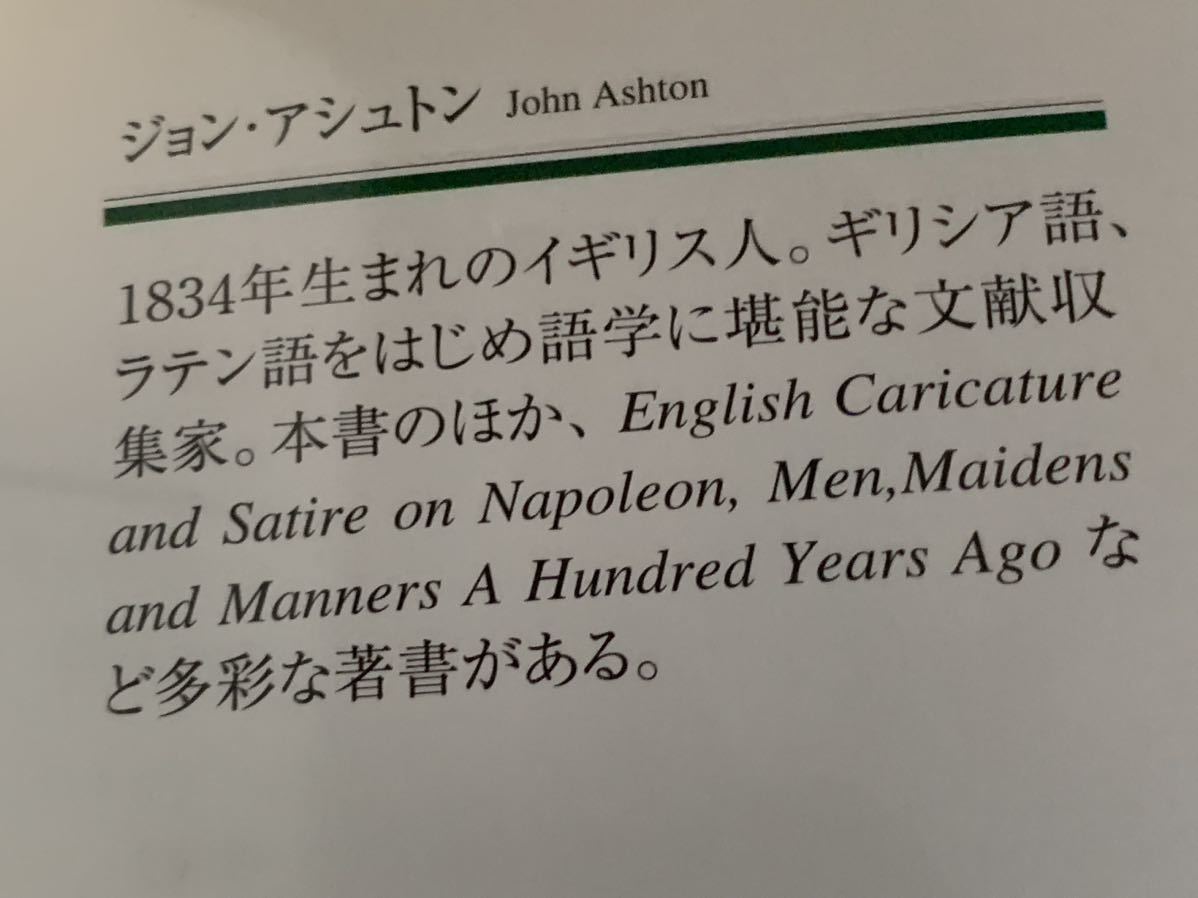 ジョン・アシュトン John Ashton
1834年生まれのイギリス人。ギリシア語、
ラテン語をはじめ語学に堪能な文献収
集家。本書のほか、English Caricature
and Satire on Napoleon, Men,Maidens
and Manners A Hundred Years Ago な
ど多彩な著書がある。